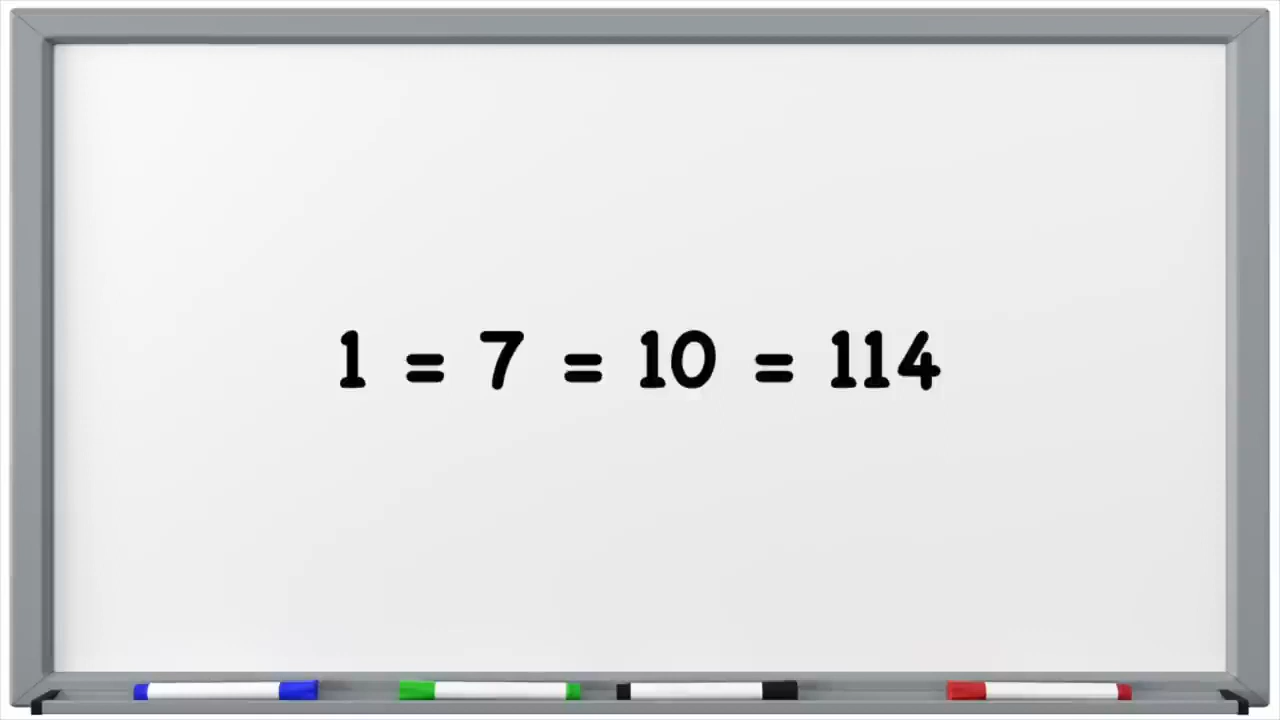 1 = 7 = 10 = 114